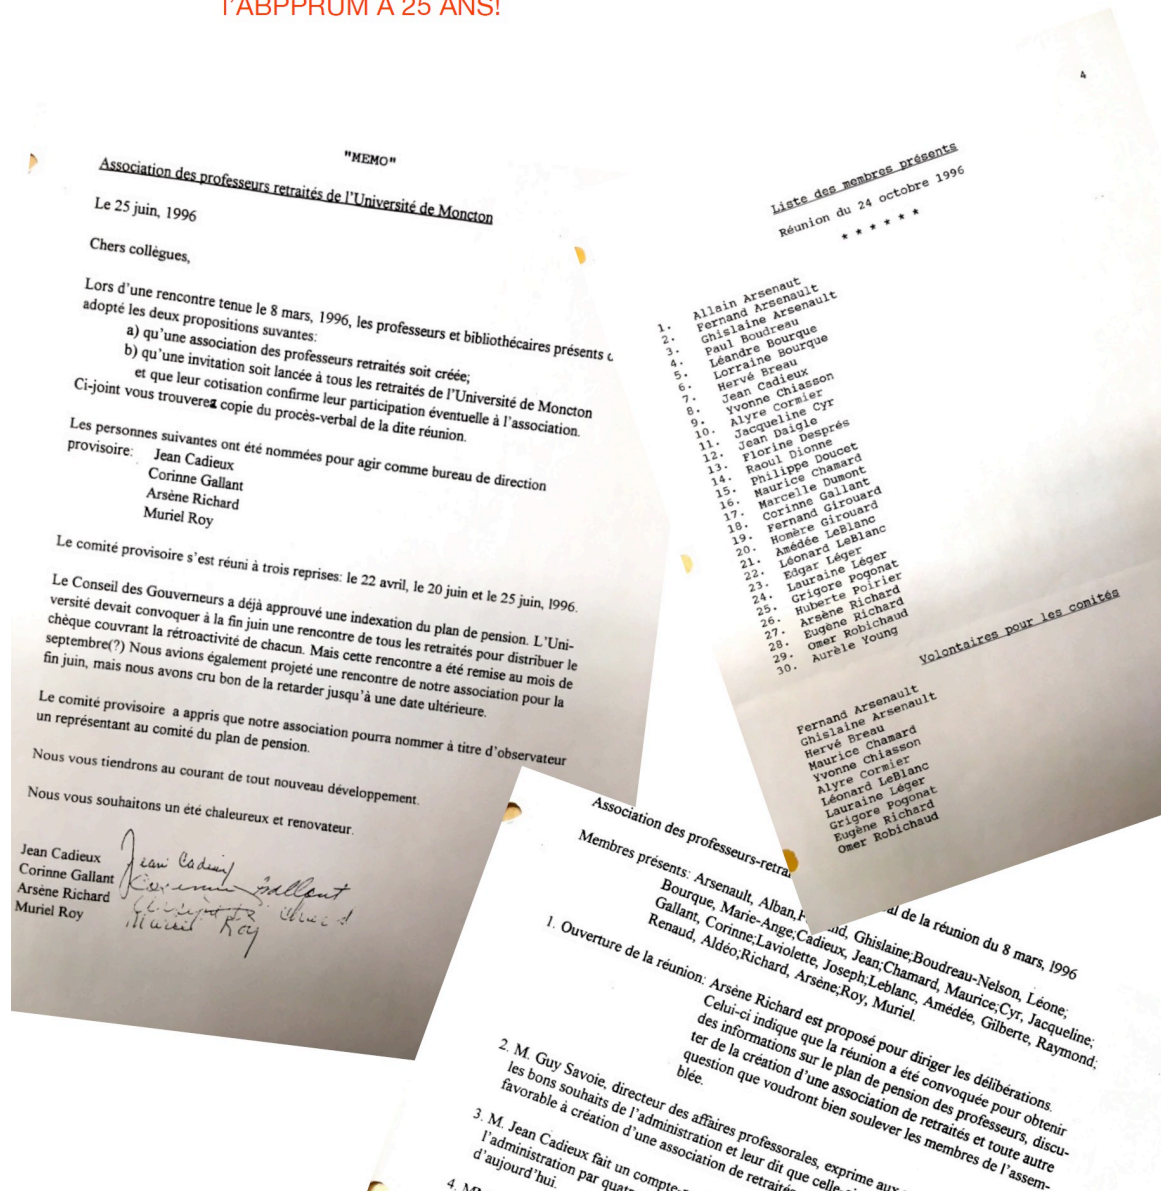 l'ABPPRUM A 25 ANS!
"MEMO"
Association des professeurs retraités de l'Université de Moncton
Le 25 juin, 1996
Chers collègues,
Lors d'une rencontre tenue le 8 mars, 1996, les professeurs et bibliothécaires présents
adopté les deux propositions suvantes:
a) qu'une association des professeurs retraités soit créée;
b) qu'une invitation soit lancée à tous les retraités de l'Université de Moncton
et que leur cotisation confirme leur participation éventuelle à l'association.
Ci-joint vous trouverez copie du procès-verbal de la dite réunion.
Les personnes suivantes ont été nommées pour agir comme bureau de direction
provisoire: Jean Cadieux
Corinne Gallant
Arsène Richard
Muriel Roy
Le comité provisoire s'est réuni à trois reprises: le 22 avril, le 20 juin et le 25 juin, 1996.
Le Conseil des Gouverneurs a déjà approuvé une indexation du plan de pension. L'Uni-
versité devait convoquer à la fin juin une rencontre de tous les retraités pour distribuer le
chèque couvrant la rétroactivité de chacun. Mais cette rencontre a été remise au mois de
septembre(?) Nous avions également projeté une rencontre de notre association pour la
fin juin, mais nous avons cru bon de la retarder jusqu'à une date ultérieure.
Le comité provisoire a appris que notre association pourra nommer à titre d'observateur
un représentant au comité du plan de pension.
Nous vous tiendrons au courant de tout nouveau développement.
Nous vous souhaitons un été chaleureux et renovateur.
Jean Cadieux Jean Cadieux
Corinne Gallant Corinne Gallant
Arsène Richard
Muriel Roy Muriel Roy
4
Liste des membres présents
Réunion du 24 octobre 1996
* * * * * *
1. Allain Arsenaut
2. Fernand Arsenault
3. Ghislaine Arsenault
4. Paul Boudreau
5. Léandre Bourque
6. Lorraine Bourque
7. Hervé Breau
8. Jean Cadieux
9. Yvonne Chiasson
10. Alyre Cormier
11. Jacqueline Cyr
12. Jean Daigle
13. Florine Després
14. Raoul Dionne
15. Philippe Doucet
16. Maurice Chamard
17. Marcelle Dumont
18. Corinne Gallant
19. Fernand Girouard
20. Homère Girouard
21. Amédée LeBlanc
22. Léonard LeBlanc
23. Edgar Léger
24. Lauraine Léger
25. Grigore Pogonat
26. Huberte Poirier
27. Arsène Richard
28. Eugène Richard
29. Omer Robichaud
30. Aurèle Young
Volontaires pour les comités
Fernand Arsenault
Ghislaine Arsenault
Hervé Breau
Maurice Chamard
Yvonne Chiasson
Alyre Cormier
Léonard LeBlanc
Lauraine Léger
Grigore Pogonat
Eugène Richard
Omer Robichaud
Association des professeurs-retra al de la réunion du 8 mars, 1996
Membres présents: Arsenault, Alban, nd, Ghislaine;Boudreau-Nelson, Léone;
Bourque, Marie-Ange;Cadieux, Jean;Chamard, Maurice;Cyr, Jacqueline;
Gallant, Corinne;Laviolette, Joseph;Leblanc, Amédée, Gilberte, Raymond;
Renaud, Aldéo;Richard, Arsène;Roy, Muriel.
1. Ouverture de la réunion: Arsène Richard est proposé pour diriger les délibérations.
Celui-ci indique que la réunion a été convoquée pour obtenir
des informations sur le plan de pension des professeurs, discu-
ter de la création d'une association de retraités et toute autre
question que voudront bien soulever les membres de l'assem-
blée.
2. M. Guy Savoie, directeur des affaires professorales, exprime aux
les bons souhaits de l'administration et leur dit que
favorable à création d'une association de retraités
3. M. Jean Cadieux fait un compte-
l'administration par
d'aujourd'hui.
4.